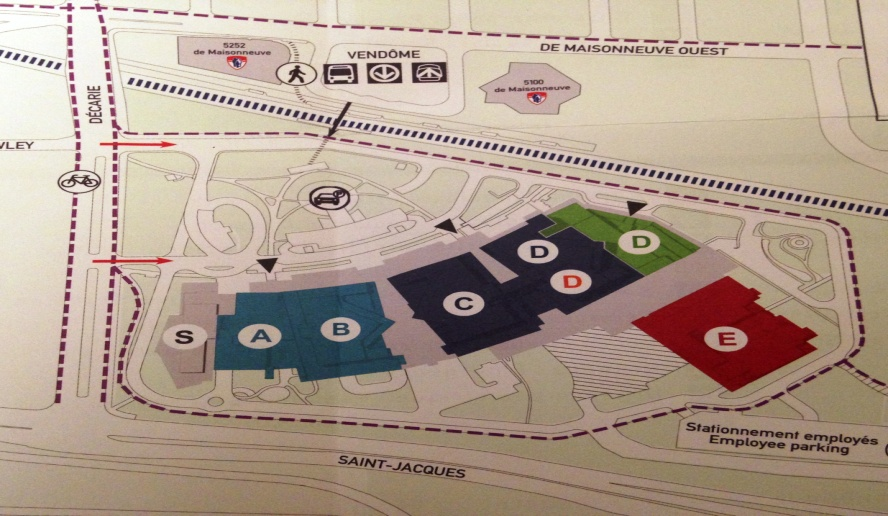 5252
de Maisonneuve
VENDÔME
DE MAISONNEUVE OUEST
5100
de Maisonneuve
DÉCARIE
WLEY
D
D
D
C
S
A
B
E
Stationnement employés
Employee parking
SAINT-JACQUES